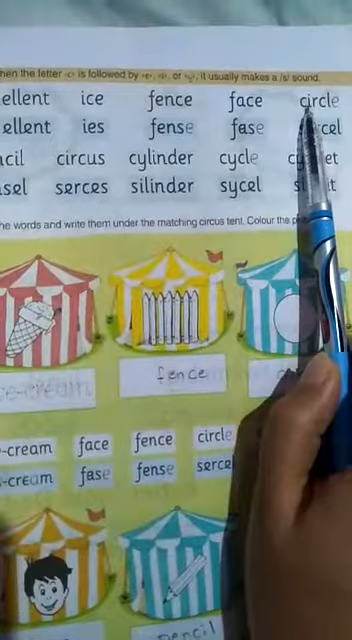 hen the letter ‹c› is followed by ‹e›, ‹i›, or ‹y›, it usually makes a /s/ sound.
ellent ice fence face circle
ellent ies fense fase
cil circus cylinder cycle
sel serces silinder sycel
he words and write them under the matching circus tent. Colour the
ce-cream fence
-cream face fence circle
-cream fase fense serce
pencil